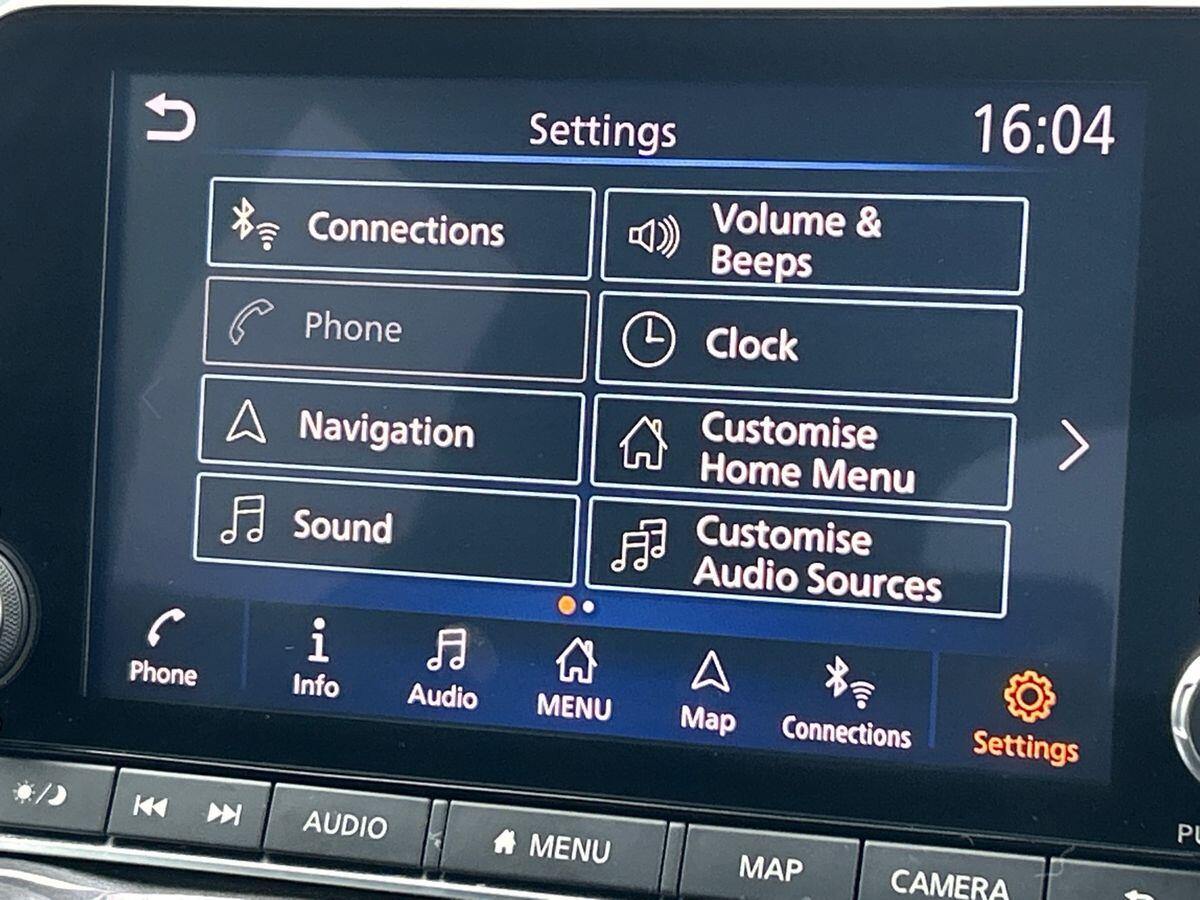 Settings
16:04
Connections
Volume &
Beeps
Phone
Clock
Navigation
Customise
Home Menu
Sound
Customise
Audio Sources
Phone
Info
Audio
MENU
Map
Connections
Settings
AUDIO
MENU
MAP
CAMERA